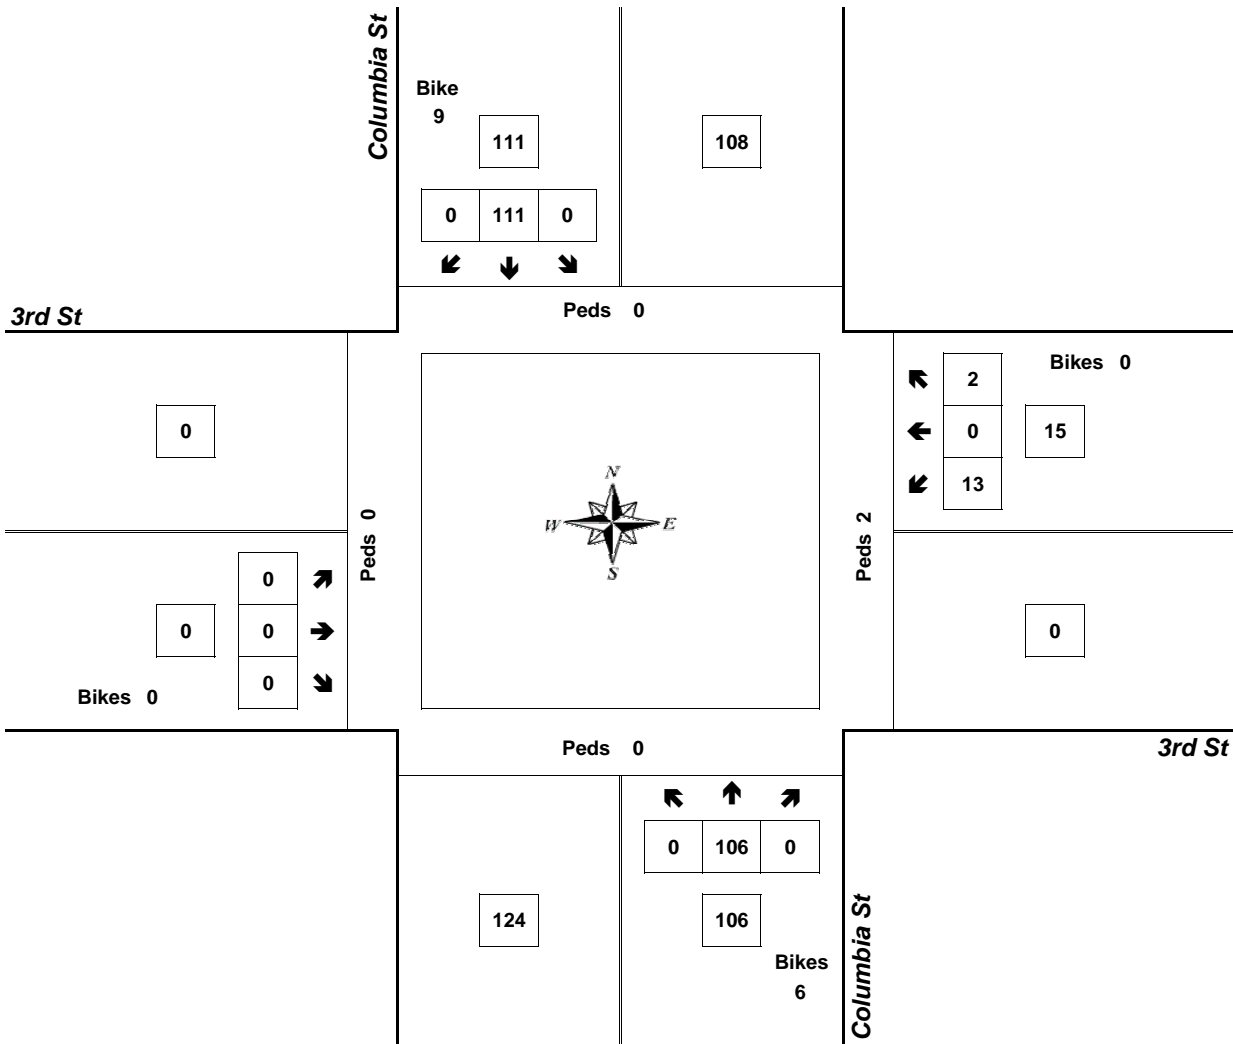 Columbia St
Bike
9
111
108
0 111 0
Peds 0
3rd St
2
Bikes 0
0
0
15
13
N
W E
S
Peds 0
Peds 2
0
0
0
0
0
0
Bikes 0
Peds 0
3rd St
0 106 0
124
106
Bikes
6
Columbia St